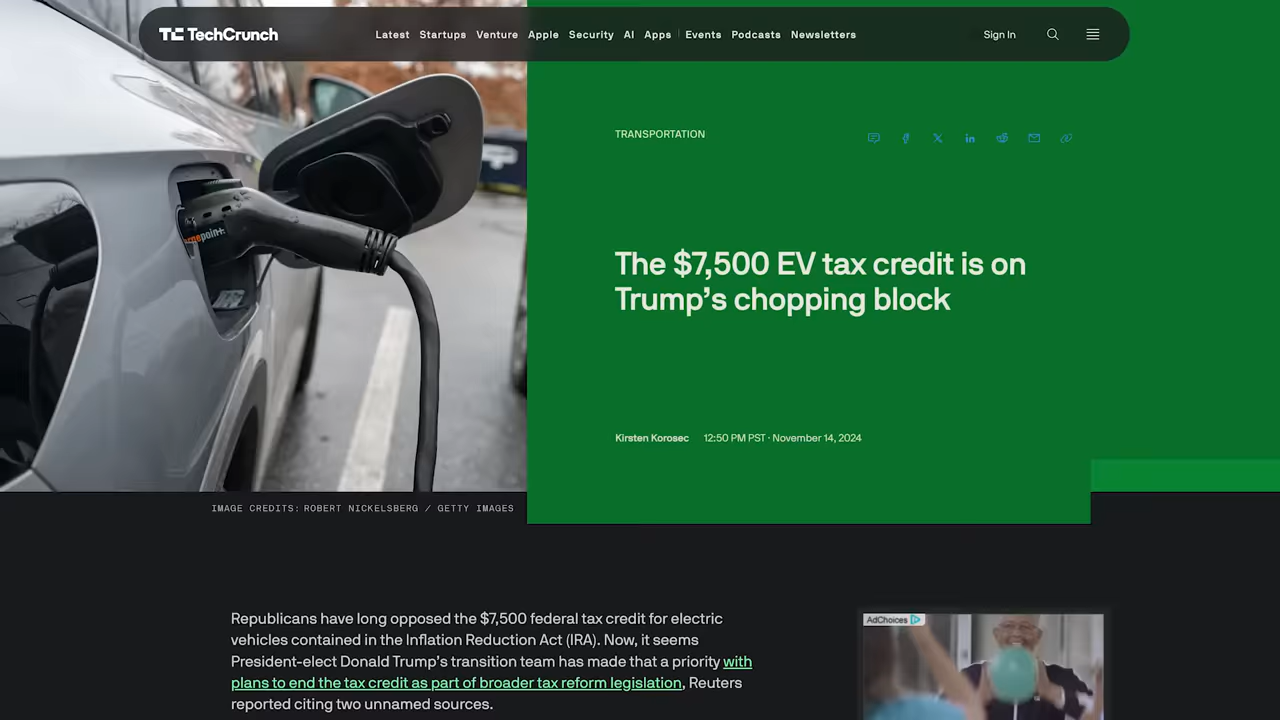 TechCrunch
Latest Startups Venture Apple Security AI Apps Events Podcasts Newsletters
Sign In
TRANSPORTATION
The $7,500 EV tax credit is on
Trump’s chopping block
Kirsten Korosec 12:50 PM PST · November 14, 2024
IMAGE CREDITS: ROBERT NICKELSBERG / GETTY IMAGES
Republicans have long opposed the $7,500 federal tax credit for electric
vehicles contained in the Inflation Reduction Act (IRA). Now, it seems
President-elect Donald Trump’s transition team has made that a priority with
plans to end the tax credit as part of broader tax reform legislation, Reuters
reported citing two unnamed sources.
AdChoices